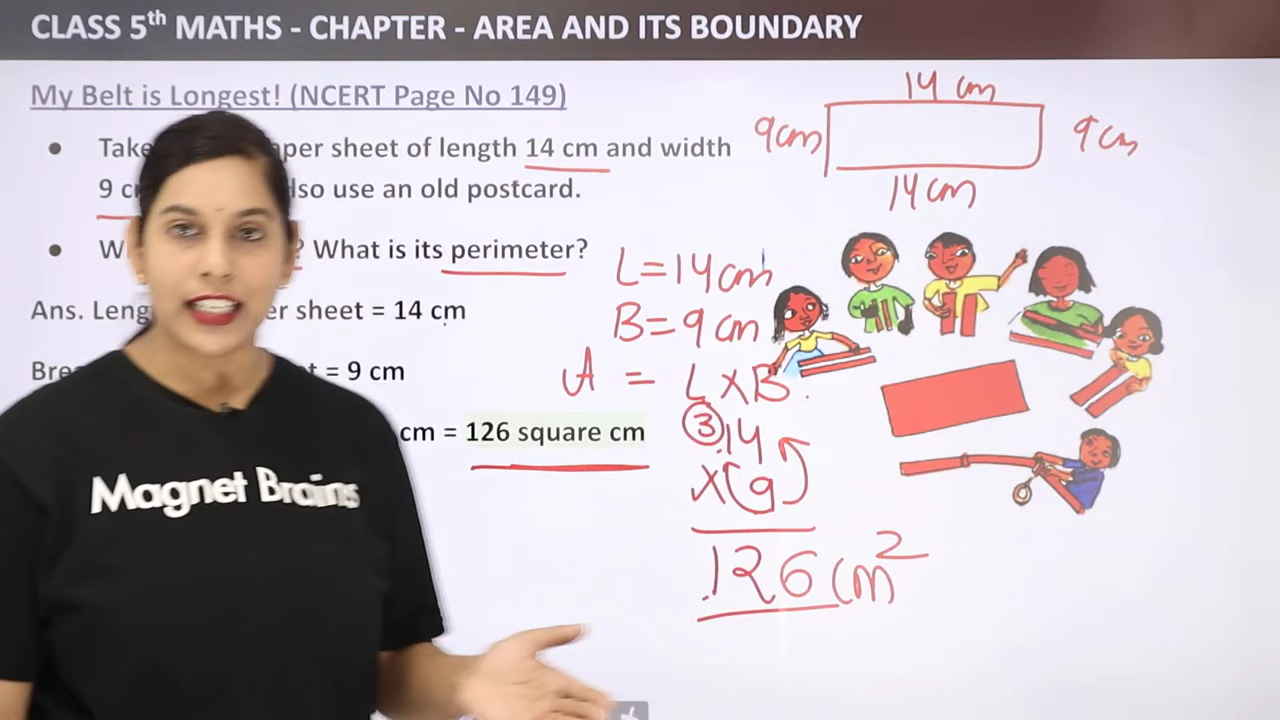 CLASS 5th MATHS - CHAPTER - AREA AND ITS BOUNDARY
My Belt is Longest! (NCERT Page No 149)
14 cm
9cm
9cm
14cm
• Take per sheet of length 14 cm and width
9 lso use an old postcard.
• ? What is its perimeter?
Ans. Leng er sheet = 14 cm
= 9 cm
cm = 126 square cm
L=14cm
B=9cm
A = L×B.
3 14
×(9)
126 cm²
Magnet Brains